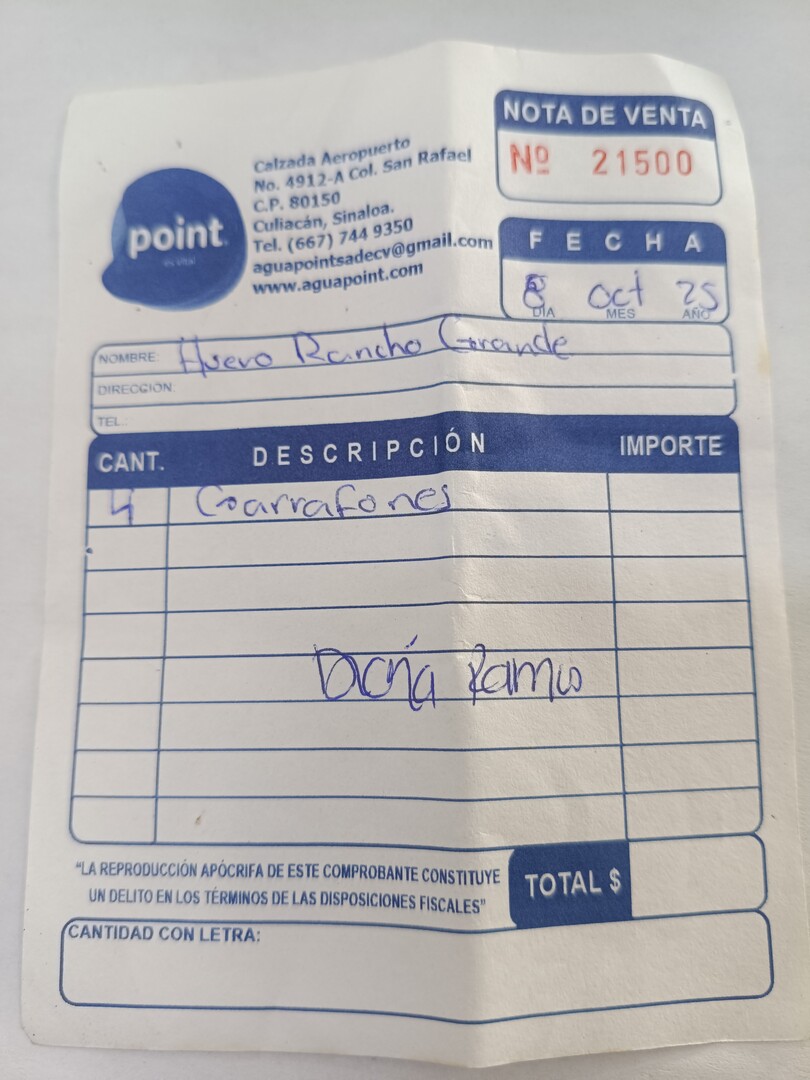 NOTA DE VENTA
Nº 21500
point
es vital
Calzada Aeropuerto
No. 4912-A Col. San Rafael
C.P. 80150
Culiacán, Sinaloa.
Tel. (667) 744 9350
aguapointsadecv@gmail.com
www.aguapoint.com
FECHA
8 Oct 25
DÍA MES AÑO
NOMBRE: Huevo Rancho Grande
DIRECCION:
TEL.:
CANT. DESCRIPCIÓN IMPORTE
4 Garrafones
"LA REPRODUCCIÓN APÓCRIFA DE ESTE COMPROBANTE CONSTITUYE
UN DELITO EN LOS TÉRMINOS DE LAS DISPOSICIONES FISCALES"
TOTAL $
CANTIDAD CON LETRA: